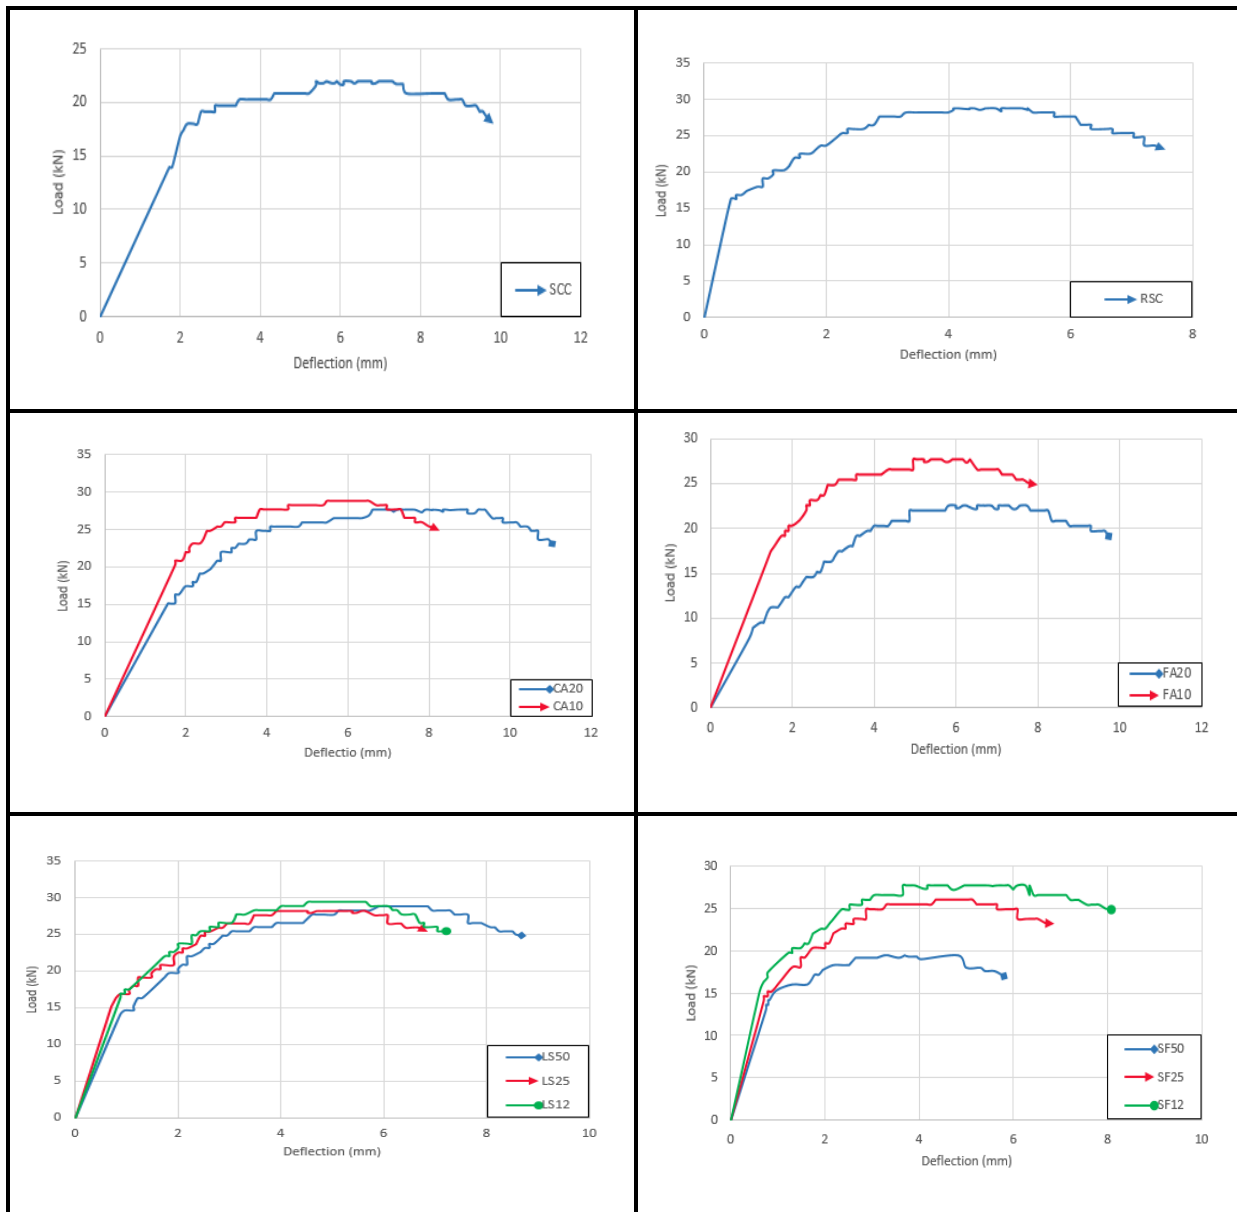 25
20
15
10
5
0
Load (kN)
0 2 4 6 8 10 12
Deflection (mm)
SCC
35
30
25
20
15
10
5
0
Load (kN)
0 2 4 6 8
Deflection (mm)
RSC
35
30
25
20
15
10
5
0
Load (kN)
0 2 4 6 8 10 12
Deflectio (mm)
CA20
CA10
30
25
20
15
10
5
0
Load (kN)
0 2 4 6 8 10 12
Deflection (mm)
FA20
FA10
35
30
25
20
15
10
5
0
Load (kN)
0 2 4 6 8 10
Deflection (mm)
LS50
LS25
LS12
30
25
20
15
10
5
0
Load (kN)
0 2 4 6 8 10
Deflection (mm)
SF50
SF25
SF12